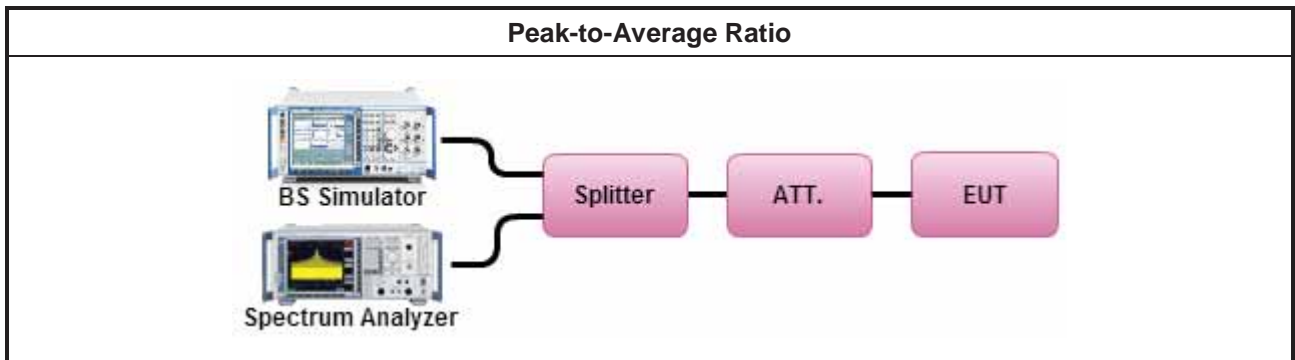 Peak-to-Average Ratio
BS Simulator
Spectrum Analyzer
Splitter
ATT.
EUT